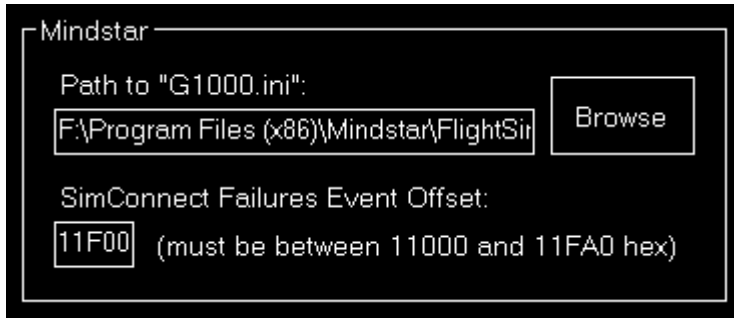 Mindstar
Path to "G1000.ini":
F:\Program Files (x86)\Mindstar\FlightSir
Browse
SimConnect Failures Event Offset:
11F00 (must be between 11000 and 11FA0 hex)